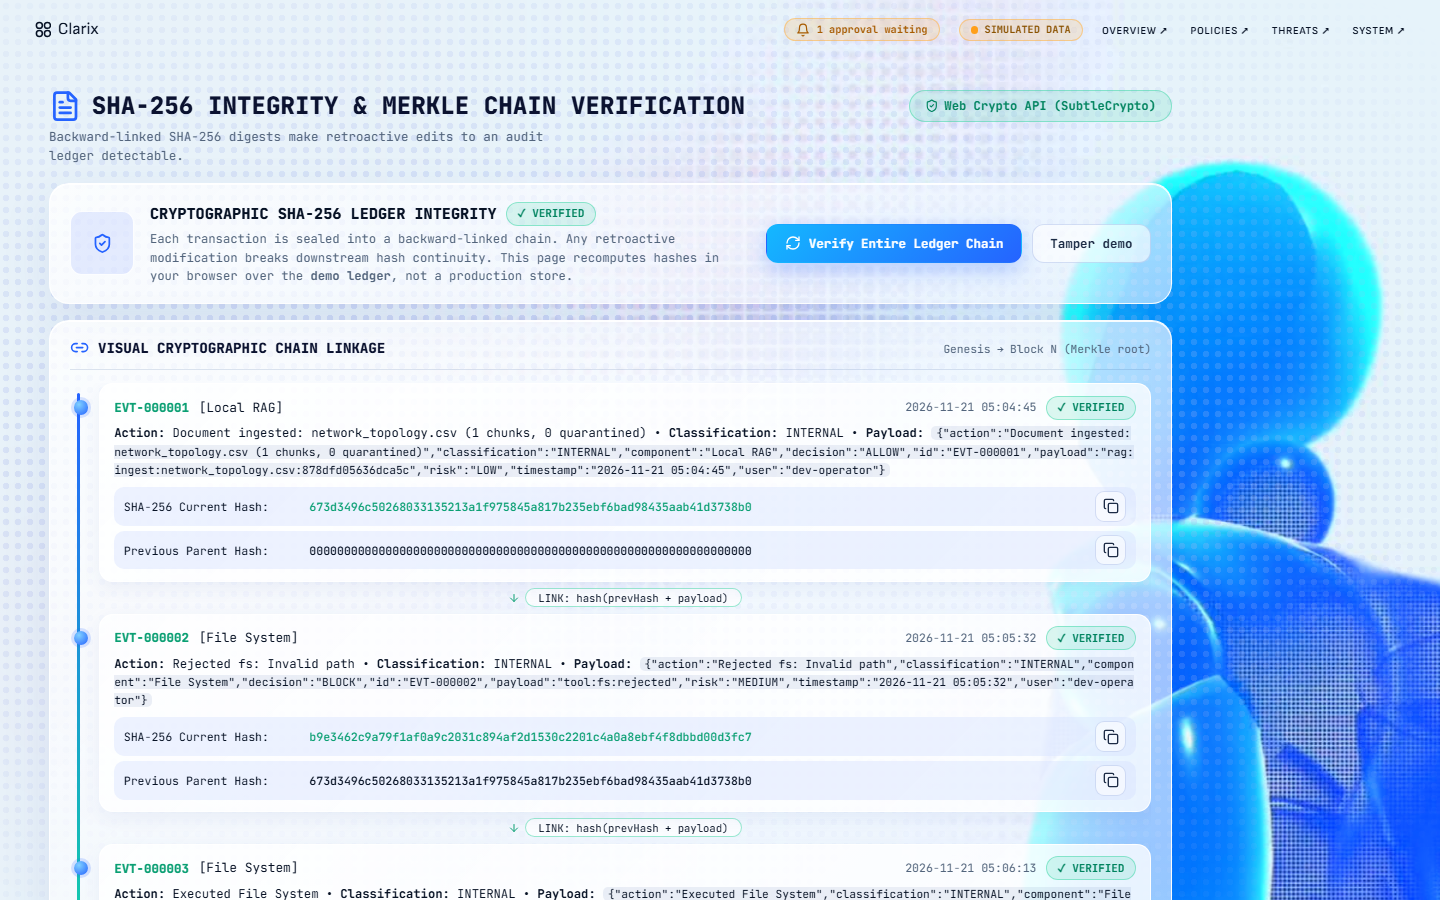 Clarix
1 approval waiting
SIMULATED DATA
OVERVIEW ↗
POLICIES ↗
THREATS ↗
SYSTEM ↗
SHA-256 INTEGRITY & MERKLE CHAIN VERIFICATION
Web Crypto API (SubtleCrypto)
Backward-linked SHA-256 digests make retroactive edits to an audit
ledger detectable.
CRYPTOGRAPHIC SHA-256 LEDGER INTEGRITY
✓ VERIFIED
Each transaction is sealed into a backward-linked chain. Any retroactive
modification breaks downstream hash continuity. This page recomputes hashes in
your browser over the demo ledger, not a production store.
Verify Entire Ledger Chain
Tamper demo
VISUAL CRYPTOGRAPHIC CHAIN LINKAGE
Genesis → Block N (Merkle root)
EVT-000001 [Local RAG]
2026-11-21 05:04:45
✓ VERIFIED
Action: Document ingested: network_topology.csv (1 chunks, 0 quarantined) • Classification: INTERNAL • Payload: {"action":"Document ingested:
network_topology.csv (1 chunks, 0 quarantined)","classification":"INTERNAL","component":"Local RAG","decision":"ALLOW","id":"EVT-000001","payload":"rag:
ingest:network_topology.csv:878dfd05636dca5c","risk":"LOW","timestamp":"2026-11-21 05:04:45","user":"dev-operator"}
SHA-256 Current Hash: 673d3496c50268033135213a1f975845a817b235ebf6bad98435aab41d3738b0
Previous Parent Hash: 0000000000000000000000000000000000000000000000000000000000000000
↓ LINK: hash(prevHash + payload)
EVT-000002 [File System]
2026-11-21 05:05:32
✓ VERIFIED
Action: Rejected fs: Invalid path • Classification: INTERNAL • Payload: {"action":"Rejected fs: Invalid path","classification":"INTERNAL","compon
ent":"File System","decision":"BLOCK","id":"EVT-000002","payload":"tool:fs:rejected","risk":"MEDIUM","timestamp":"2026-11-21 05:05:32","user":"dev-opera
tor"}
SHA-256 Current Hash: b9e3462c9a79f1af0a9c2031c894af2d1530c2201c4a0a8ebf4f8dbbd00d3fc7
Previous Parent Hash: 673d3496c50268033135213a1f975845a817b235ebf6bad98435aab41d3738b0
↓ LINK: hash(prevHash + payload)
EVT-000003 [File System]
2026-11-21 05:06:13
✓ VERIFIED
Action: Executed File System • Classification: INTERNAL • Payload: {"action":"Executed File System","classification":"INTERNAL","component":"File